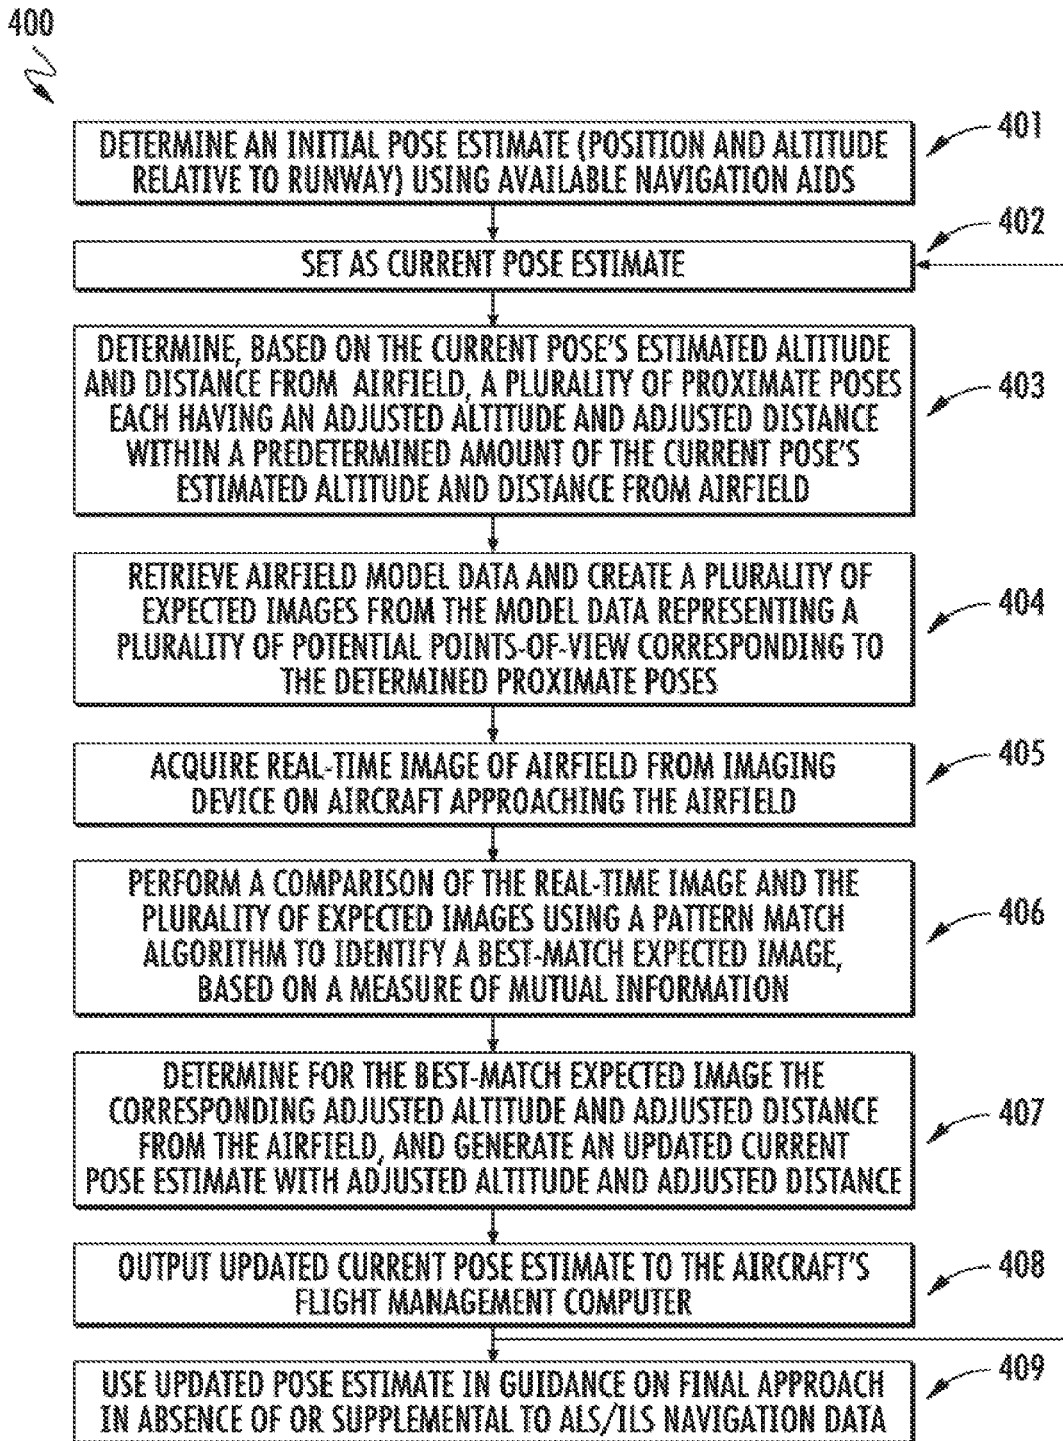 400
DETERMINE AN INITIAL POSE ESTIMATE (POSITION AND ALTITUDE
RELATIVE TO RUNWAY) USING AVAILABLE NAVIGATION AIDS
401
SET AS CURRENT POSE ESTIMATE
402
DETERMINE, BASED ON THE CURRENT POSE'S ESTIMATED ALTITUDE
AND DISTANCE FROM AIRFIELD, A PLURALITY OF PROXIMATE POSES
EACH HAVING AN ADJUSTED ALTITUDE AND ADJUSTED DISTANCE
WITHIN A PREDETERMINED AMOUNT OF THE CURRENT POSE'S
ESTIMATED ALTITUDE AND DISTANCE FROM AIRFIELD
403
RETRIEVE AIRFIELD MODEL DATA AND CREATE A PLURALITY OF
EXPECTED IMAGES FROM THE MODEL DATA REPRESENTING A
PLURALITY OF POTENTIAL POINTS-OF-VIEW CORRESPONDING TO
THE DETERMINED PROXIMATE POSES
404
ACQUIRE REAL-TIME IMAGE OF AIRFIELD FROM IMAGING
DEVICE ON AIRCRAFT APPROACHING THE AIRFIELD
405
PERFORM A COMPARISON OF THE REAL-TIME IMAGE AND THE
PLURALITY OF EXPECTED IMAGES USING A PATTERN MATCH
ALGORITHM TO IDENTIFY A BEST-MATCH EXPECTED IMAGE,
BASED ON A MEASURE OF MUTUAL INFORMATION
406
DETERMINE FOR THE BEST-MATCH EXPECTED IMAGE THE
CORRESPONDING ADJUSTED ALTITUDE AND ADJUSTED DISTANCE
FROM THE AIRFIELD, AND GENERATE AN UPDATED CURRENT
POSE ESTIMATE WITH ADJUSTED ALTITUDE AND ADJUSTED DISTANCE
407
OUTPUT UPDATED CURRENT POSE ESTIMATE TO THE AIRCRAFT'S
FLIGHT MANAGEMENT COMPUTER
408
USE UPDATED POSE ESTIMATE IN GUIDANCE ON FINAL APPROACH
IN ABSENCE OF OR SUPPLEMENTAL TO ALS/ILS NAVIGATION DATA
409